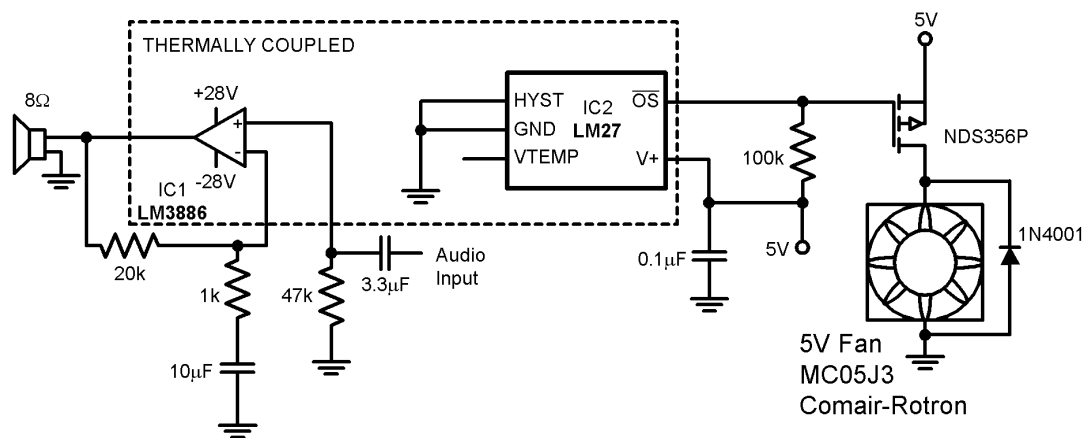 THERMALLY COUPLED
8Ω
+28V
+
-
-28V
IC1
LM3886
20k
1k
10μF
47k
3.3μF
Audio
Input
HYST
GND
VTEMP
IC2
LM27
O̅S̅
V+
0.1μF
100k
5V
5V
NDS356P
1N4001
5V Fan
MC05J3
Comair-Rotron